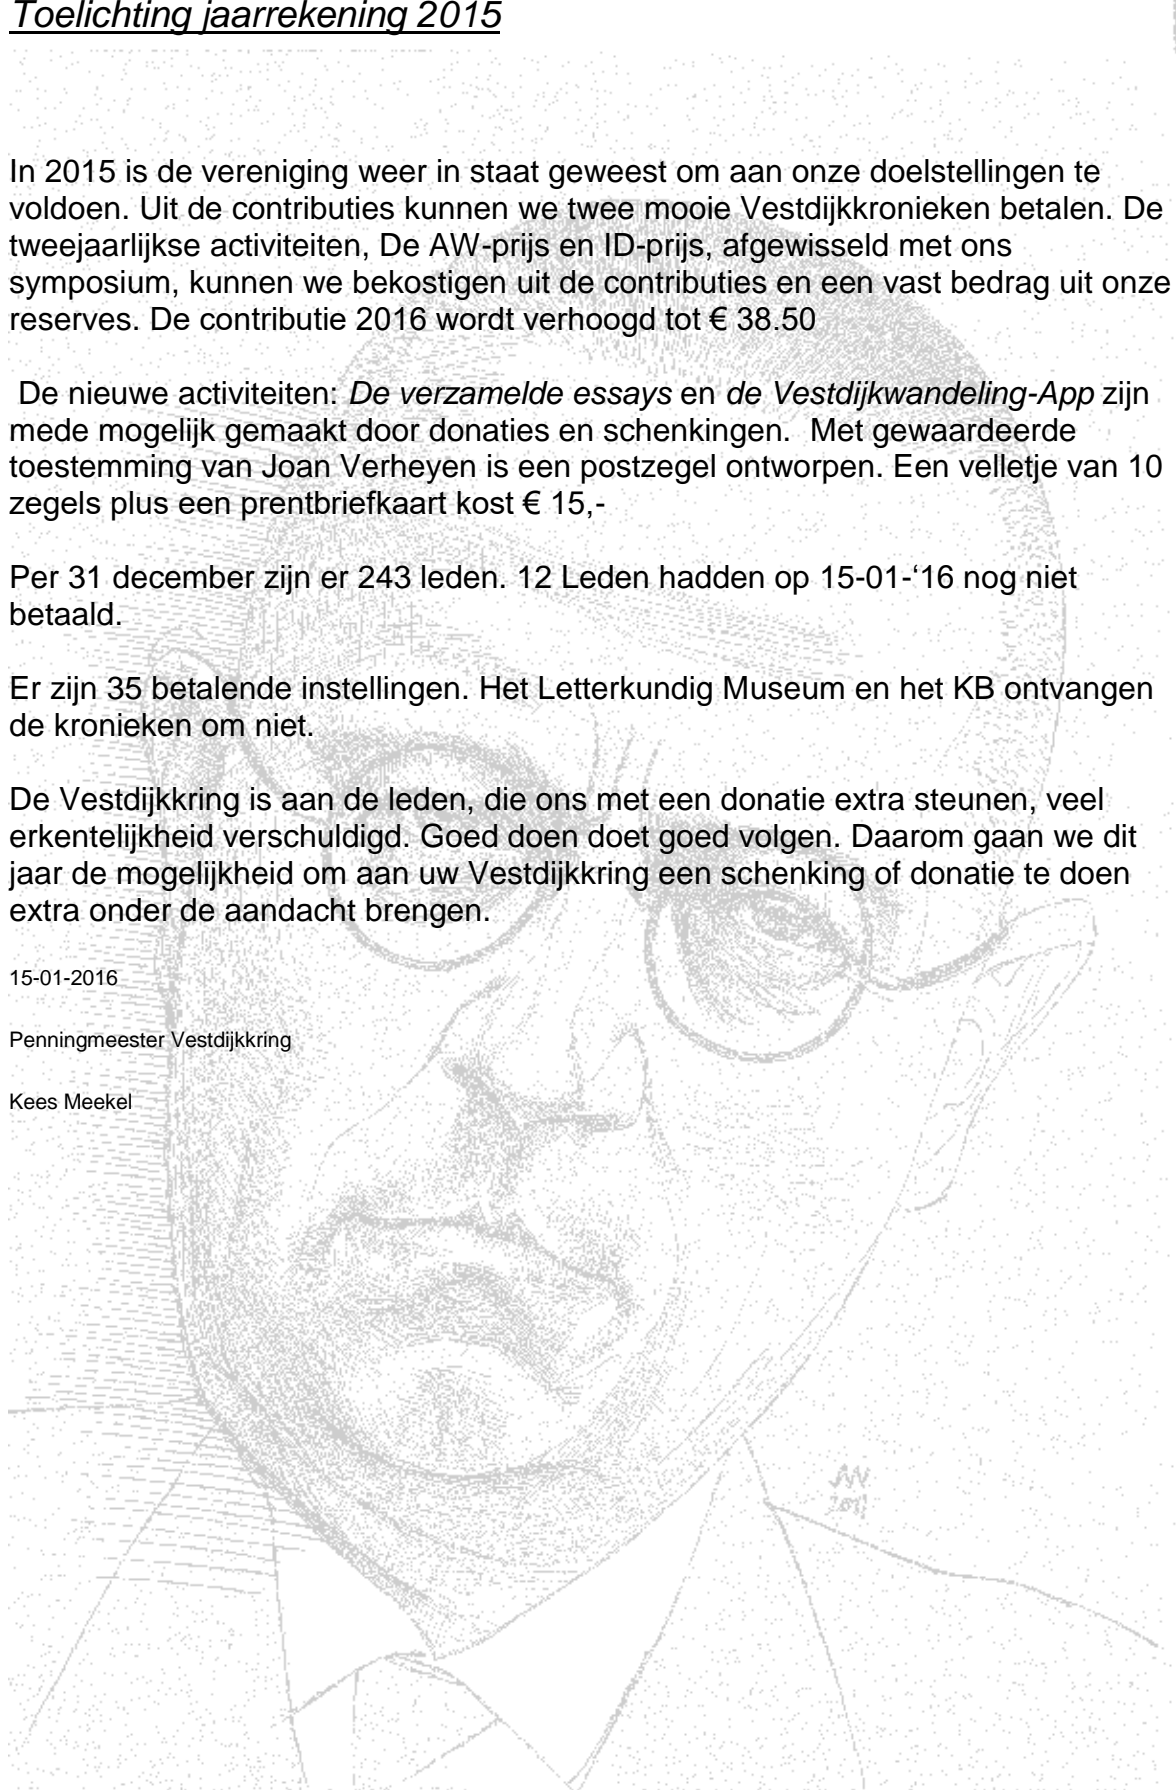 Toelichting jaarrekening 2015
In 2015 is de vereniging weer in staat geweest om aan onze doelstellingen te
voldoen. Uit de contributies kunnen we twee mooie Vestdijkkronieken betalen. De
tweejaarlijkse activiteiten, De AW-prijs en ID-prijs, afgewisseld met ons
symposium, kunnen we bekostigen uit de contributies en een vast bedrag uit onze
reserves. De contributie 2016 wordt verhoogd tot € 38.50
De nieuwe activiteiten: De verzamelde essays en de Vestdijkwandeling-App zijn
mede mogelijk gemaakt door donaties en schenkingen. Met gewaardeerde
toestemming van Joan Verheyen is een postzegel ontworpen. Een velletje van 10
zegels plus een prentbriefkaart kost € 15,-
Per 31 december zijn er 243 leden. 12 Leden hadden op 15-01-‘16 nog niet
betaald.
Er zijn 35 betalende instellingen. Het Letterkundig Museum en het KB ontvangen
de kronieken om niet.
De Vestdijkkring is aan de leden, die ons met een donatie extra steunen, veel
erkentelijkheid verschuldigd. Goed doen doet goed volgen. Daarom gaan we dit
jaar de mogelijkheid om aan uw Vestdijkkring een schenking of donatie te doen
extra onder de aandacht brengen.
15-01-2016
Penningmeester Vestdijkkring
Kees Meekel